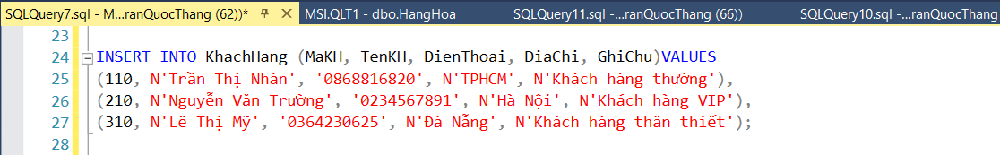 SQLQuery7.sql - M...ranQuocThang (62))* MSI.QLT1 - dbo.HangHoa SQLQuery11.sql -...ranQuocThang (66)) SQLQuery10.sql -...ranQuocThang
23
24 INSERT INTO KhachHang (MaKH, TenKH, DienThoai, DiaChi, GhiChu)VALUES
25 (110, N'Trần Thị Nhàn', '0868816820', N'TPHCM', N'Khách hàng thường'),
26 (210, N'Nguyễn Văn Trường', '0234567891', N'Hà Nội', N'Khách hàng VIP'),
27 (310, N'Lê Thị Mỹ', '0364230625', N'Đà Nẵng', N'Khách hàng thân thiết');
28